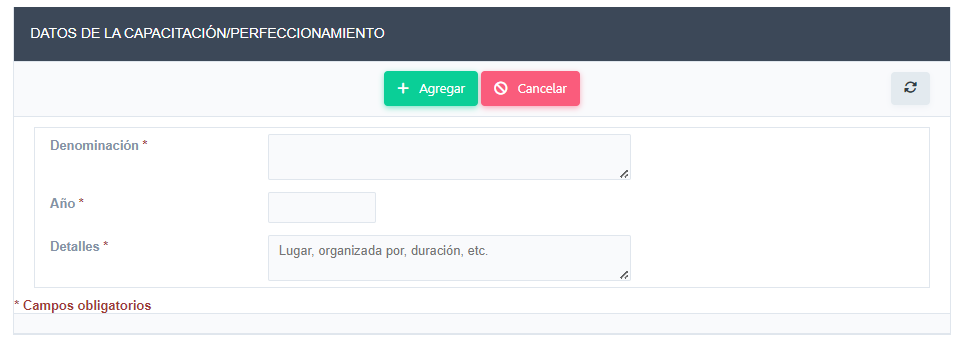 DATOS DE LA CAPACITACIÓN/PERFECCIONAMIENTO
Agregar Cancelar
Denominación *
Año *
Detalles * Lugar, organizada por, duración, etc.
* Campos obligatorios